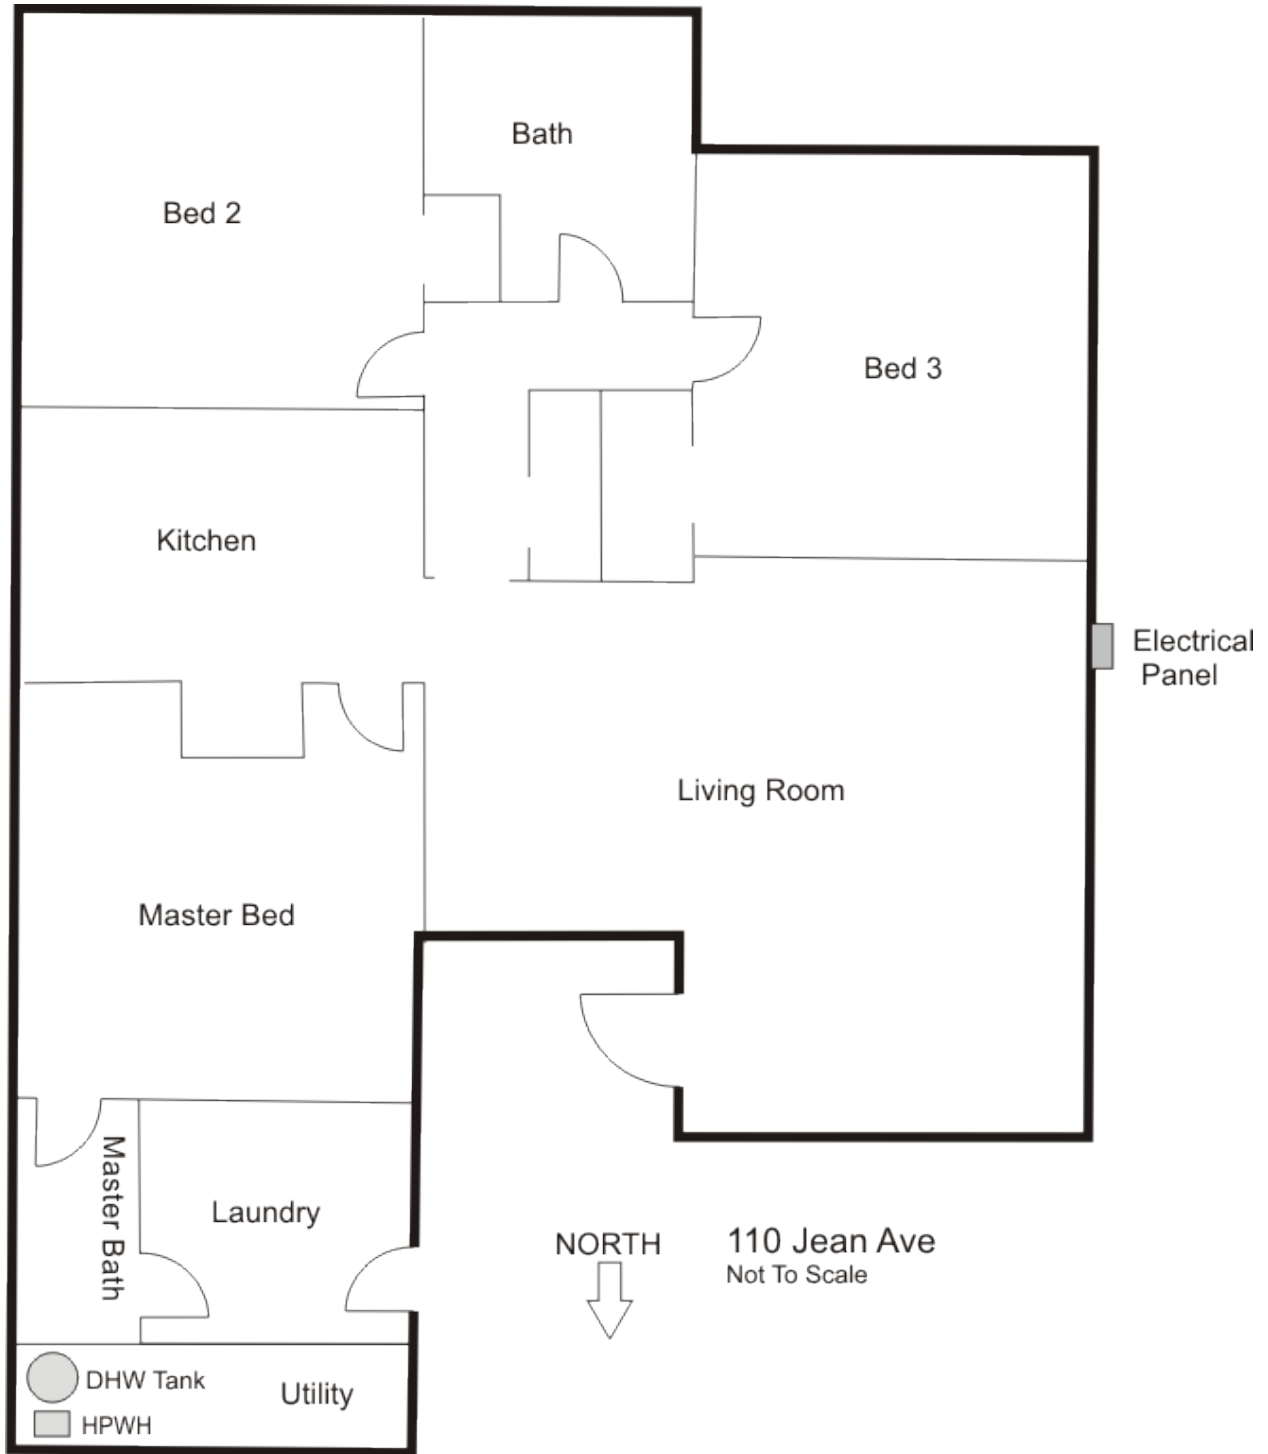 Bath
Bed 2
Bed 3
Kitchen
Electrical
Panel
Living Room
Master Bed
Master Bath
Laundry
NORTH
110 Jean Ave
Not To Scale
DHW Tank
Utility
HPWH